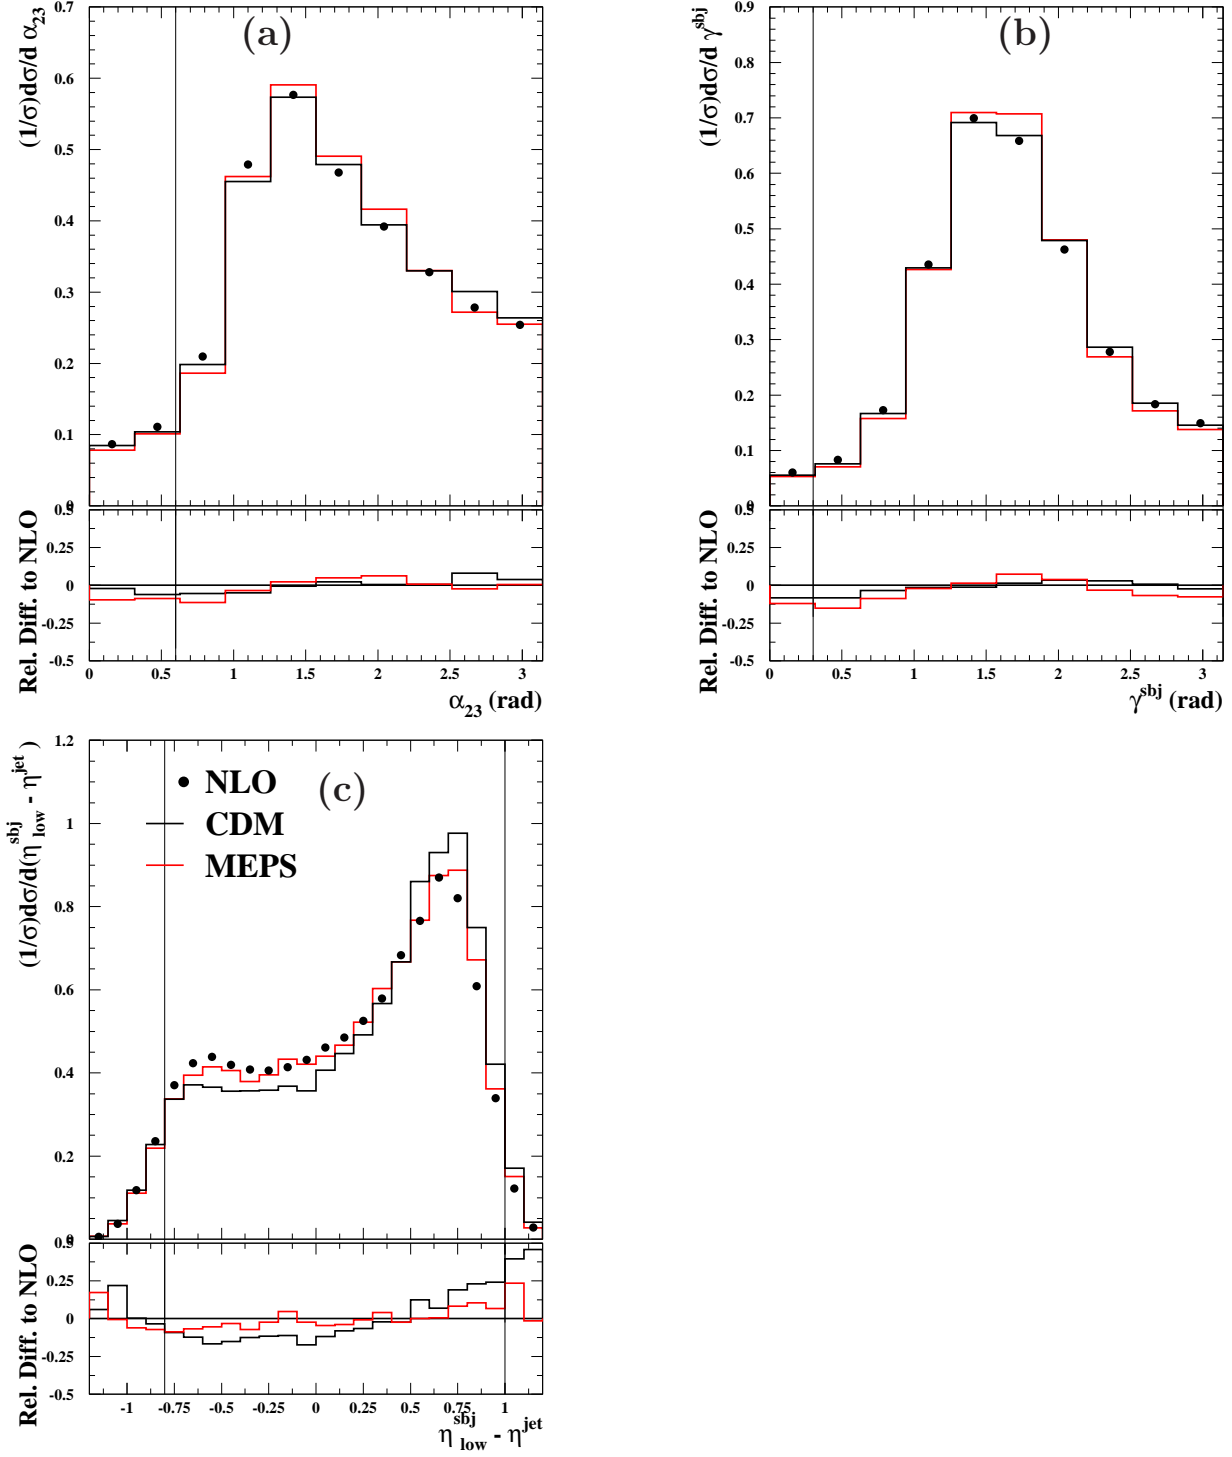 (a)
(1/σ)dσ/d α23
0.7
0.6
0.5
0.4
0.3
0.2
0.1
0
Rel. Diff. to NLO
0.5
0.25
0
-0.25
-0.5
0 0.5 1 1.5 2 2.5 3
α23 (rad)
(b)
(1/σ)dσ/d γsbj
0.9
0.8
0.7
0.6
0.5
0.4
0.3
0.2
0.1
0
Rel. Diff. to NLO
0.5
0.25
0
-0.25
-0.5
0 0.5 1 1.5 2 2.5 3
γsbj (rad)
(c)
(1/σ)dσ/d(ηsbjlow - ηjet)
NLO
CDM
MEPS
1.2
1
0.8
0.6
0.4
0.2
0
Rel. Diff. to NLO
0.5
0.25
0
-0.25
-0.5
-1 -0.75 -0.5 -0.25 0 0.25 0.5 0.75 1
ηsbjlow - ηjet